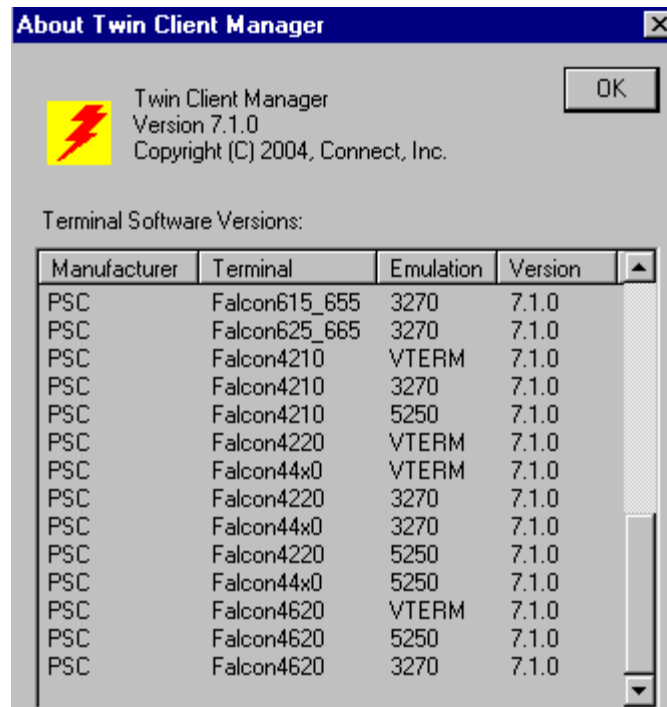 About Twin Client Manager
OK
Twin Client Manager
Version 7.1.0
Copyright (C) 2004, Connect, Inc.
Terminal Software Versions:
Manufacturer Terminal Emulation Version
PSC Falcon615_655 3270 7.1.0
PSC Falcon625_665 3270 7.1.0
PSC Falcon4210 VTERM 7.1.0
PSC Falcon4210 3270 7.1.0
PSC Falcon4210 5250 7.1.0
PSC Falcon4220 VTERM 7.1.0
PSC Falcon44x0 VTERM 7.1.0
PSC Falcon4220 3270 7.1.0
PSC Falcon44x0 3270 7.1.0
PSC Falcon4220 5250 7.1.0
PSC Falcon44x0 5250 7.1.0
PSC Falcon4620 VTERM 7.1.0
PSC Falcon4620 5250 7.1.0
PSC Falcon4620 3270 7.1.0